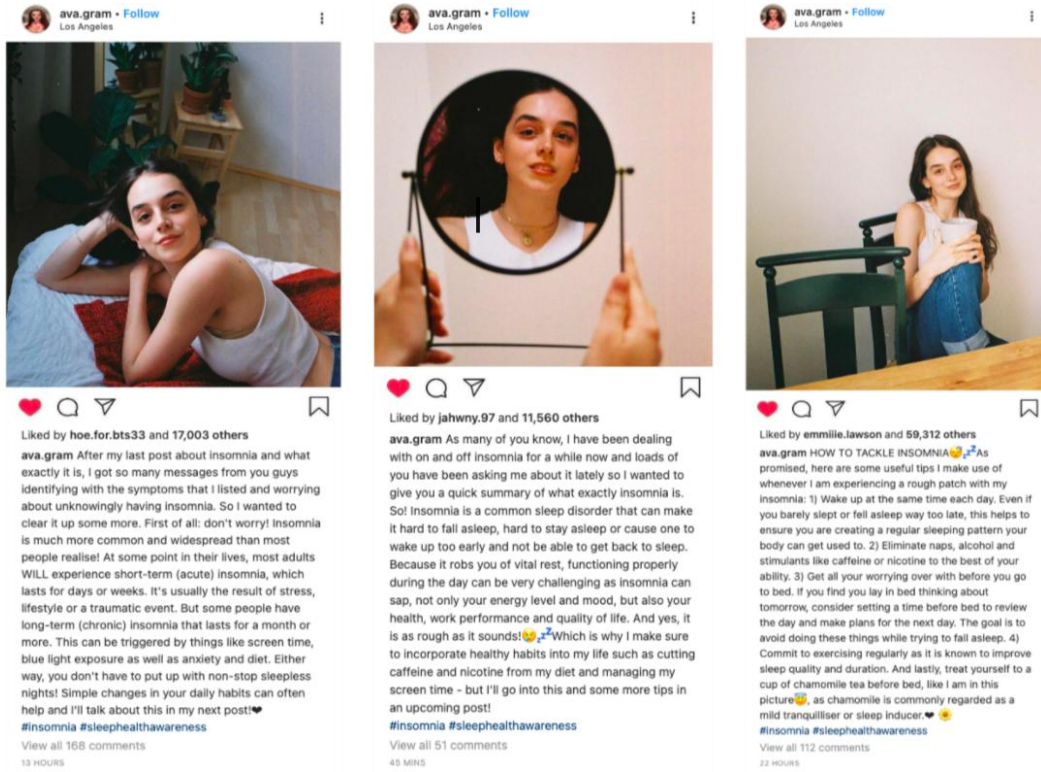 ava.gram • Follow
Los Angeles
Liked by hoe.for.bts33 and 17,003 others
ava.gram After my last post about insomnia and what
exactly it is, I got so many messages from you guys
identifying with the symptoms that I listed and worrying
about unknowingly having insomnia. So I wanted to
clear it up some more. First of all: don't worry! Insomnia
is much more common and widespread than most
people realise! At some point in their lives, most adults
WILL experience short-term (acute) insomnia, which
lasts for days or weeks. It's usually the result of stress,
lifestyle or a traumatic event. But some people have
long-term (chronic) insomnia that lasts for a month or
more. This can be triggered by things like screen time,
blue light exposure as well as anxiety and diet. Either
way, you don't have to put up with non-stop sleepless
nights! Simple changes in your daily habits can often
help and I'll talk about this in my next post!❤
#insomnia #sleephealthawareness
View all 168 comments
13 HOURS
ava.gram • Follow
Los Angeles
Liked by jahwny.97 and 11,560 others
ava.gram As many of you know, I have been dealing
with on and off insomnia for a while now and loads of
you have been asking me about it lately so I wanted to
give you a quick summary of what exactly insomnia is.
So! Insomnia is a common sleep disorder that can make
it hard to fall asleep, hard to stay asleep or cause one to
wake up too early and not be able to get back to sleep.
Because it robs you of vital rest, functioning properly
during the day can be very challenging as insomnia can
sap, not only your energy level and mood, but also your
health, work performance and quality of life. And yes, it
is as rough as it sounds!😢💤Which is why I make sure
to incorporate healthy habits into my life such as cutting
caffeine and nicotine from my diet and managing my
screen time - but I'll go into this and some more tips in
an upcoming post!
#insomnia #sleephealthawareness
View all 51 comments
45 MINS
ava.gram • Follow
Los Angeles
Liked by emmiiie.lawson and 59,312 others
ava.gram HOW TO TACKLE INSOMNIA😴💤As
promised, here are some useful tips I make use of
whenever I am experiencing a rough patch with my
insomnia: 1) Wake up at the same time each day. Even if
you barely slept or fell asleep way too late, this helps to
ensure you are creating a regular sleeping pattern your
body can get used to. 2) Eliminate naps, alcohol and
stimulants like caffeine or nicotine to the best of your
ability. 3) Get all your worrying over with before you go
to bed. If you find you lay in bed thinking about
tomorrow, consider setting a time before bed to review
the day and make plans for the next day. The goal is to
avoid doing these things while trying to fall asleep. 4)
Commit to exercising regularly as it is known to improve
sleep quality and duration. And lastly, treat yourself to a
cup of chamomile tea before bed, like I am in this
picture😇, as chamomile is commonly regarded as a
mild tranquilliser or sleep inducer.❤ 🌼
#insomnia #sleephealthawareness
View all 112 comments
22 HOURS